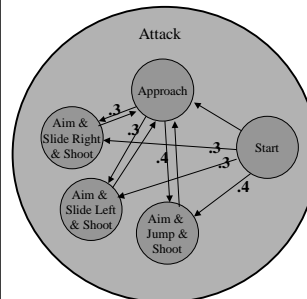 Attack
Approach
.3
Aim &
Slide Right
& Shoot
.3
.3
Start
.4
.3
Aim &
Slide Left
& Shoot
.4
Aim &
Jump &
Shoot